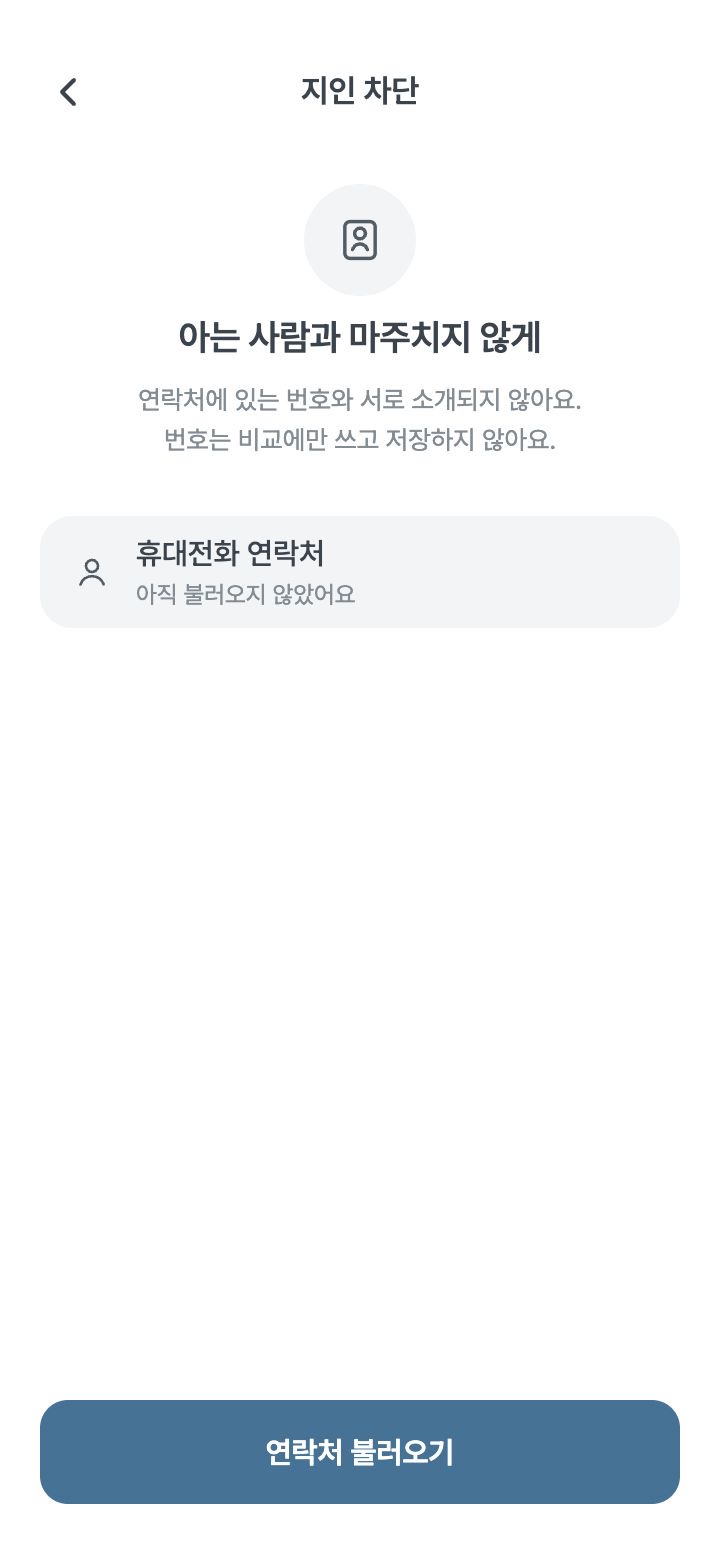 지인 차단
아는 사람과 마주치지 않게
연락처에 있는 번호와 서로 소개되지 않아요.
번호는 비교에만 쓰고 저장하지 않아요.
휴대전화 연락처
아직 불러오지 않았어요
연락처 불러오기